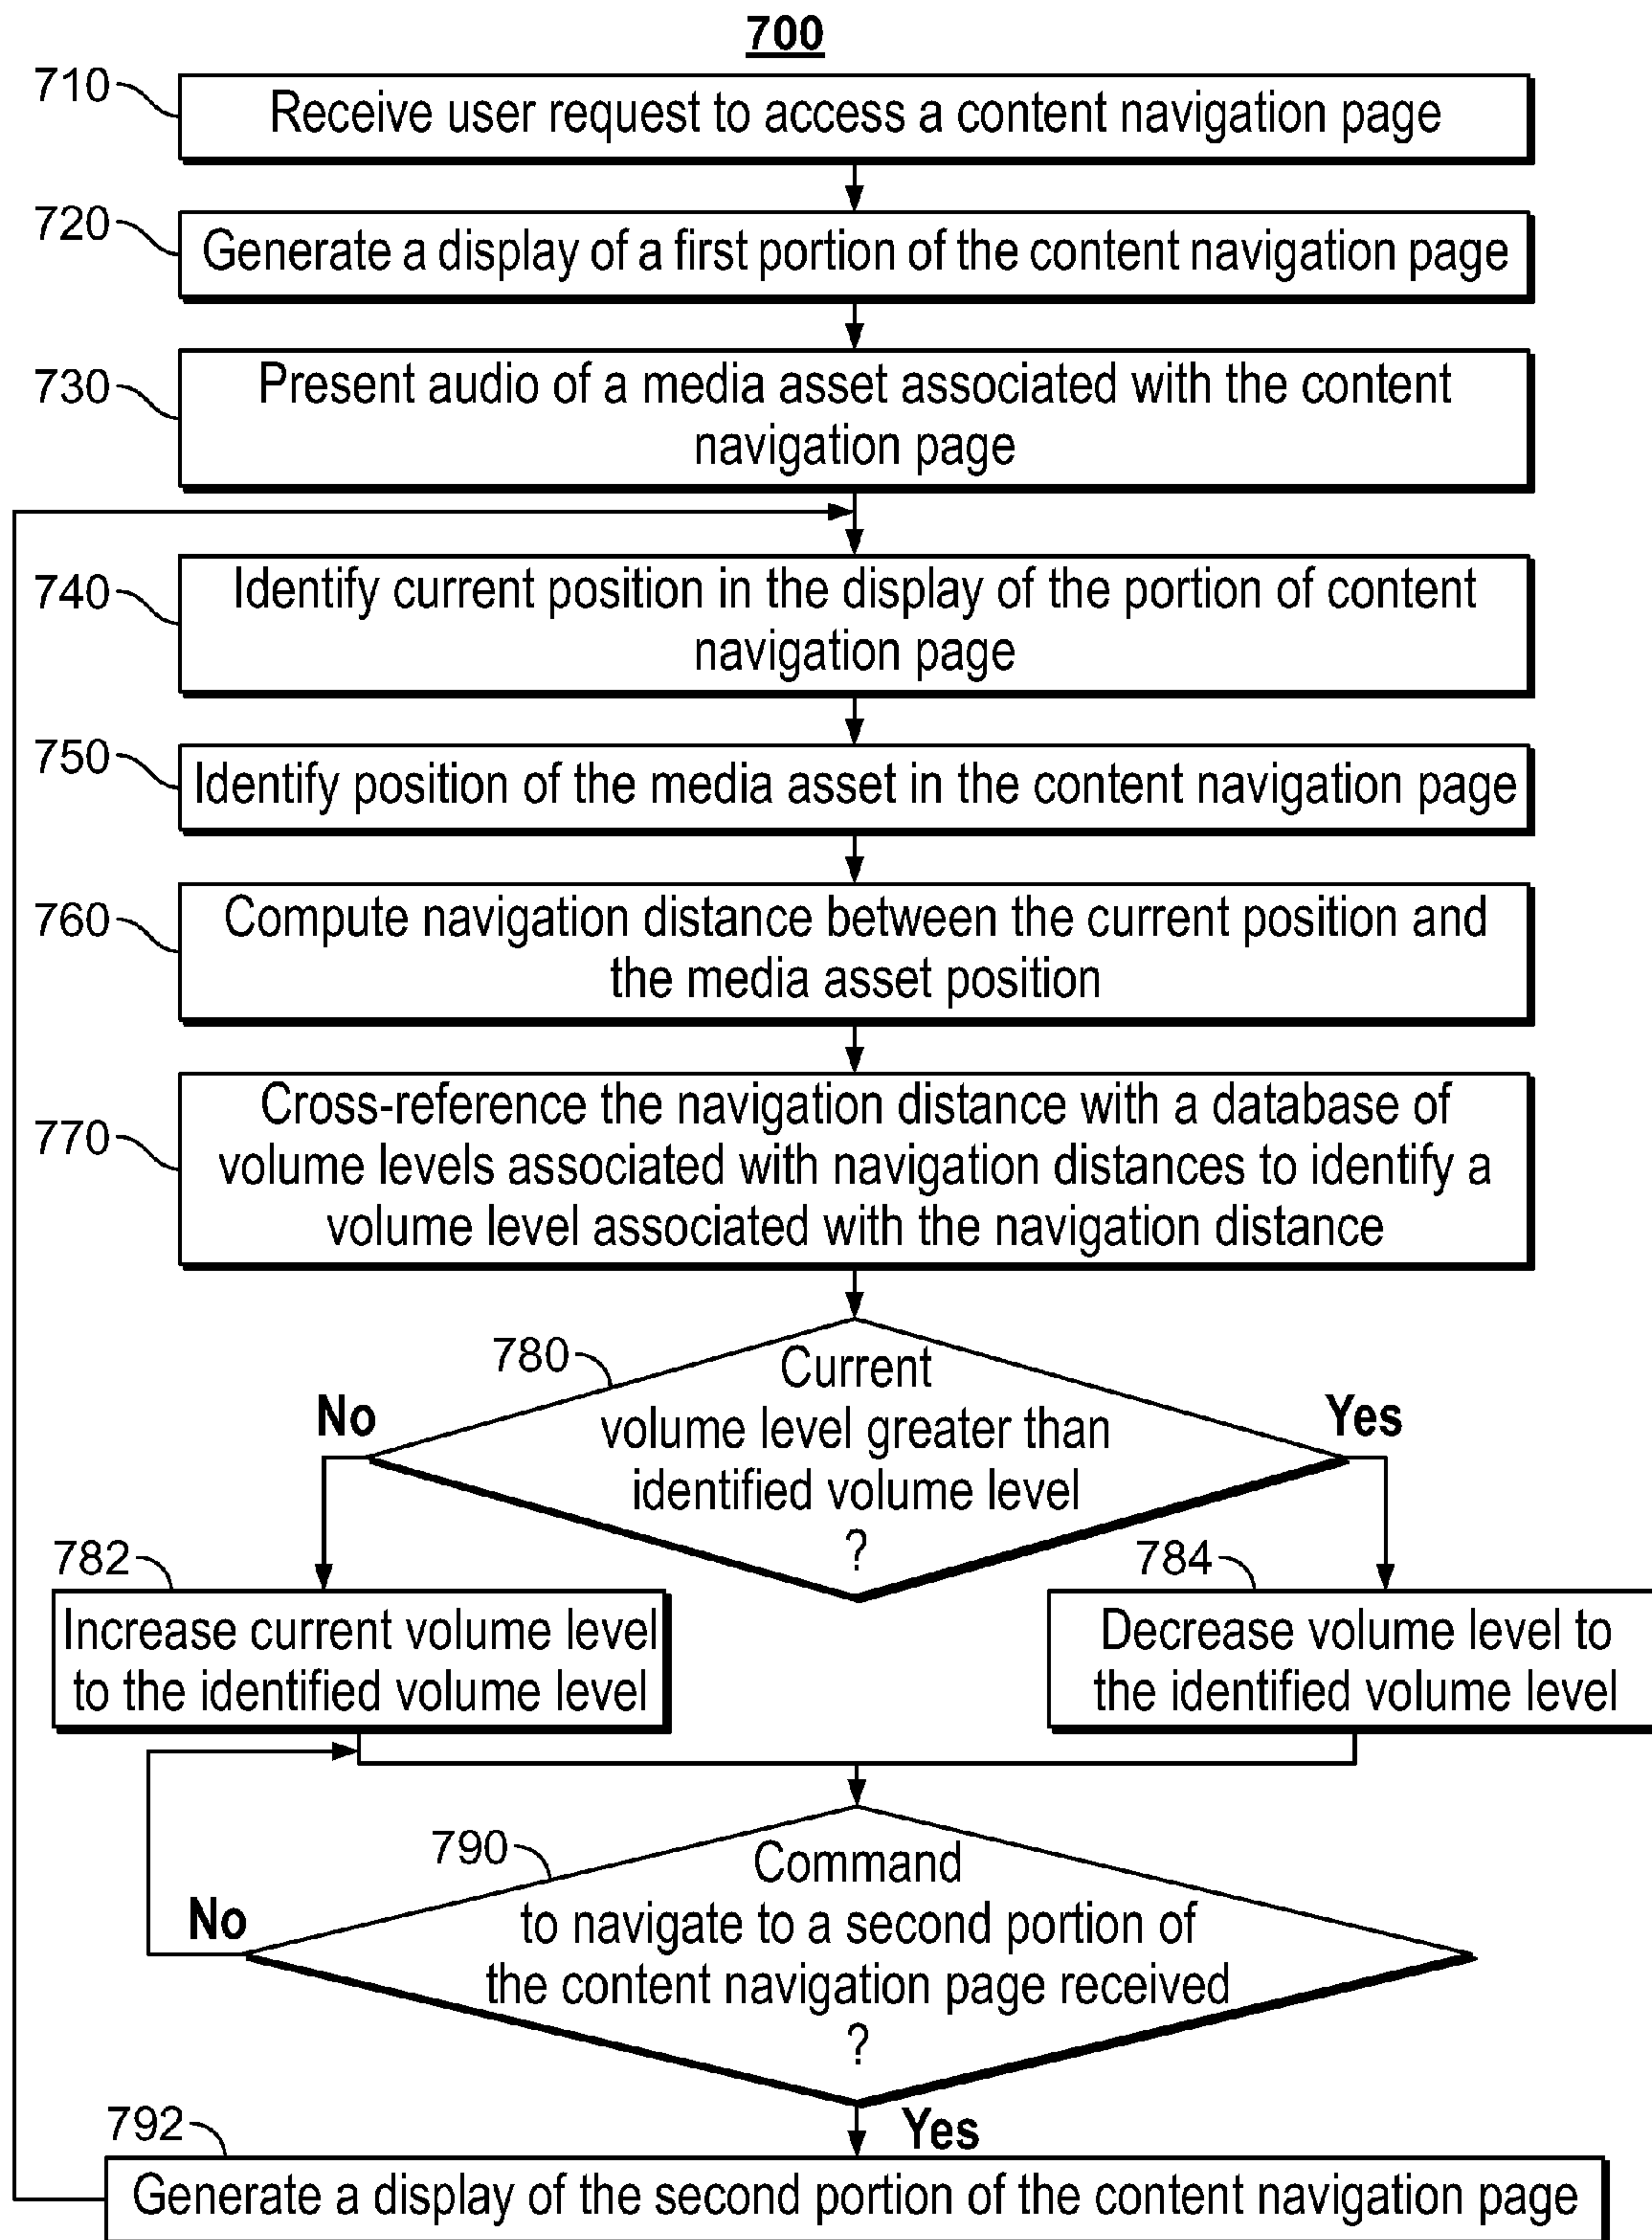 700
710
Receive user request to access a content navigation page
720
Generate a display of a first portion of the content navigation page
730
Present audio of a media asset associated with the content
navigation page
740
Identify current position in the display of the portion of content
navigation page
750
Identify position of the media asset in the content navigation page
760
Compute navigation distance between the current position and
the media asset position
770
Cross-reference the navigation distance with a database of
volume levels associated with navigation distances to identify a
volume level associated with the navigation distance
780
Current
volume level greater than
identified volume level
?
No
Yes
782
Increase current volume level
to the identified volume level
784
Decrease volume level to
the identified volume level
790
Command
to navigate to a second portion of
the content navigation page received
?
No
Yes
792
Generate a display of the second portion of the content navigation page